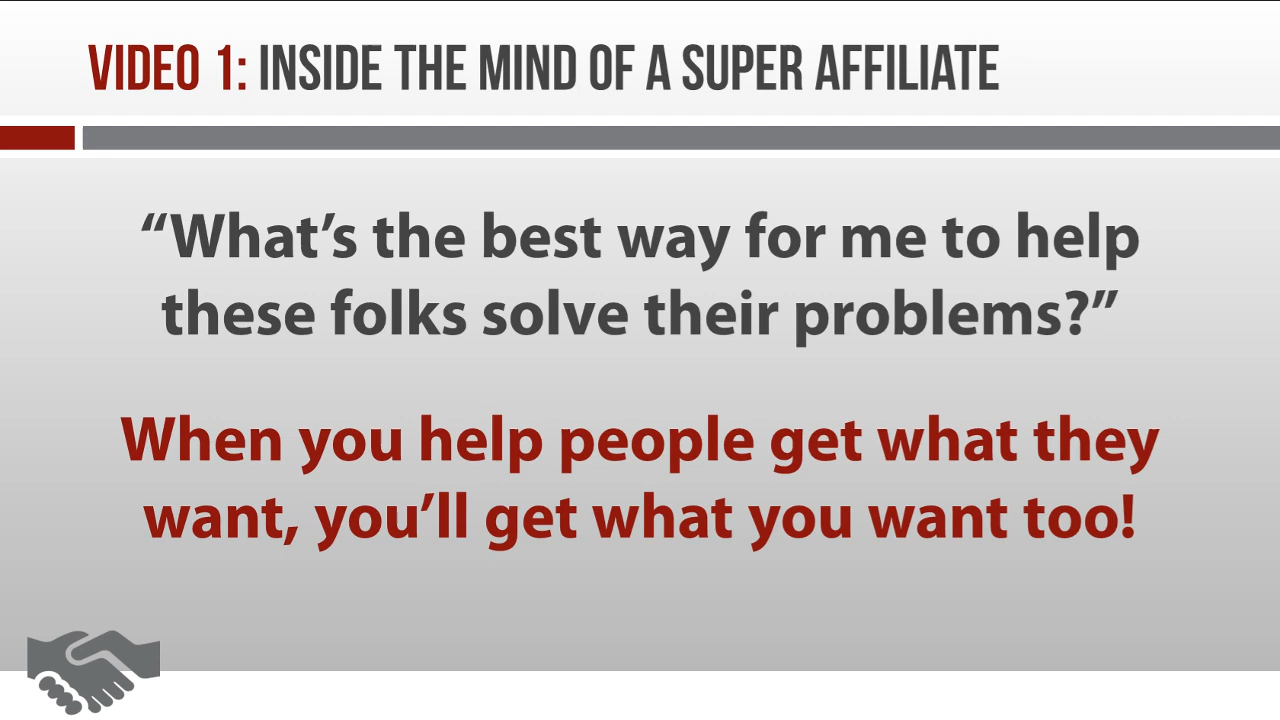 VIDEO 1: INSIDE THE MIND OF A SUPER AFFILIATE
“What’s the best way for me to help
these folks solve their problems?”
When you help people get what they
want, you’ll get what you want too!